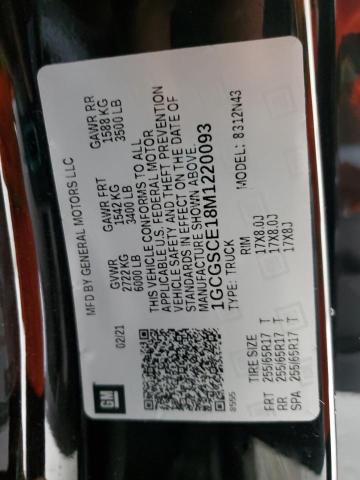 MFD BY GENERAL MOTORS LLC
02/21
GVWR GAWR FRT GAWR RR
2722 KG 1542 KG 1588 KG
6000 LB 3400 LB 3500 LB
THIS VEHICLE CONFORMS TO ALL
APPLICABLE U.S. FEDERAL MOTOR
VEHICLE SAFETY AND THEFT PREVENTION
STANDARDS IN EFFECT ON THE DATE OF
MANUFACTURE SHOWN ABOVE.
1GCGSCE18M1220093
TYPE: TRUCK MODEL: 8312N43
GM
8555
TIRE SIZE RIM
FRT 255/65R17 T 17X8.0J
RR 255/65R17 T 17X8.0J
SPA 255/65R17 T 17X8J